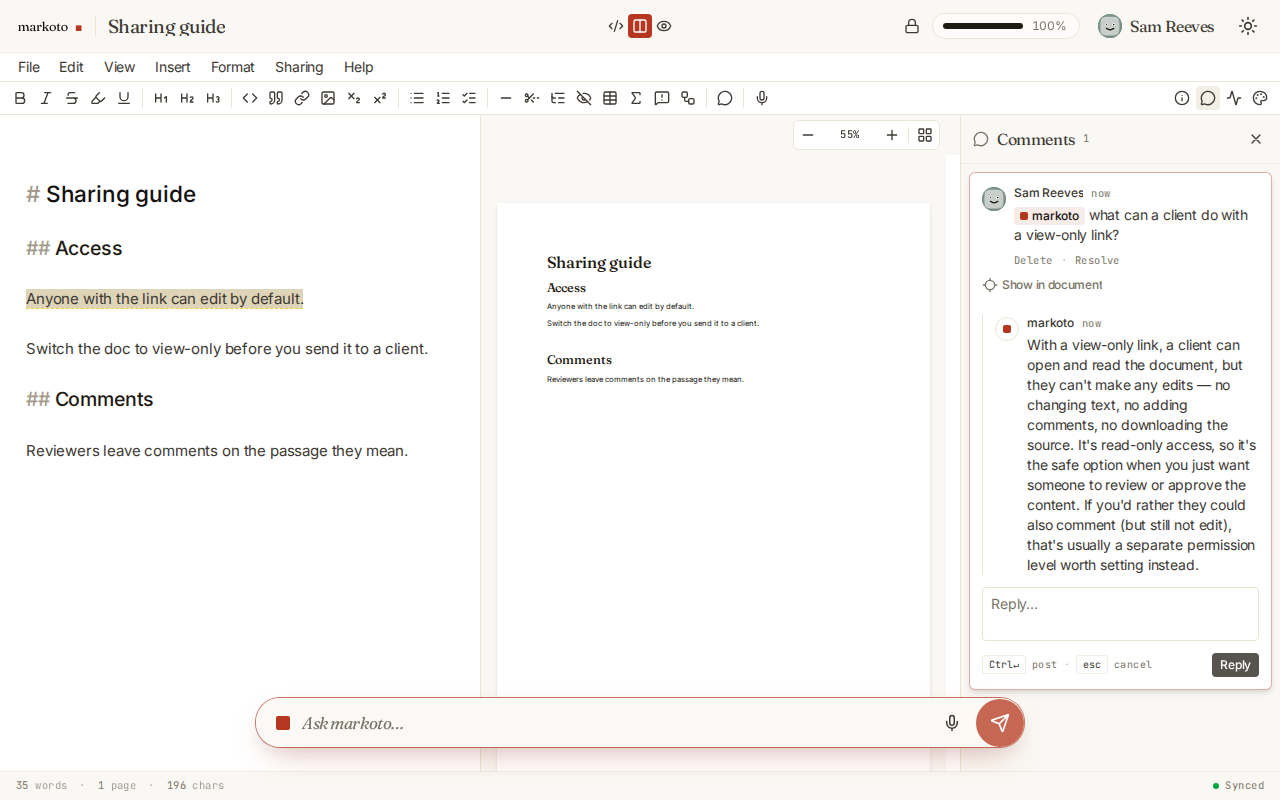 markoto
Sharing guide
100%
Sam Reeves
File Edit View Insert Format Sharing Help
H1 H2 H3
55%
Comments 1
# Sharing guide
## Access
Anyone with the link can edit by default.
Switch the doc to view-only before you send it to a client.
## Comments
Reviewers leave comments on the passage they mean.
Sharing guide
Access
Anyone with the link can edit by default.
Switch the doc to view-only before you send it to a client.
Comments
Reviewers leave comments on the passage they mean.
Sam Reeves now
markoto what can a client do with
a view-only link?
Delete · Resolve
Show in document
markoto now
With a view-only link, a client can
open and read the document, but
they can't make any edits — no
changing text, no adding
comments, no downloading the
source. It's read-only access, so it's
the safe option when you just want
someone to review or approve the
content. If you'd rather they could
also comment (but still not edit),
that's usually a separate permission
level worth setting instead.
Reply...
Ctrl↵ post · esc cancel
Reply
Ask markoto...
35 words · 1 page · 196 chars
Synced